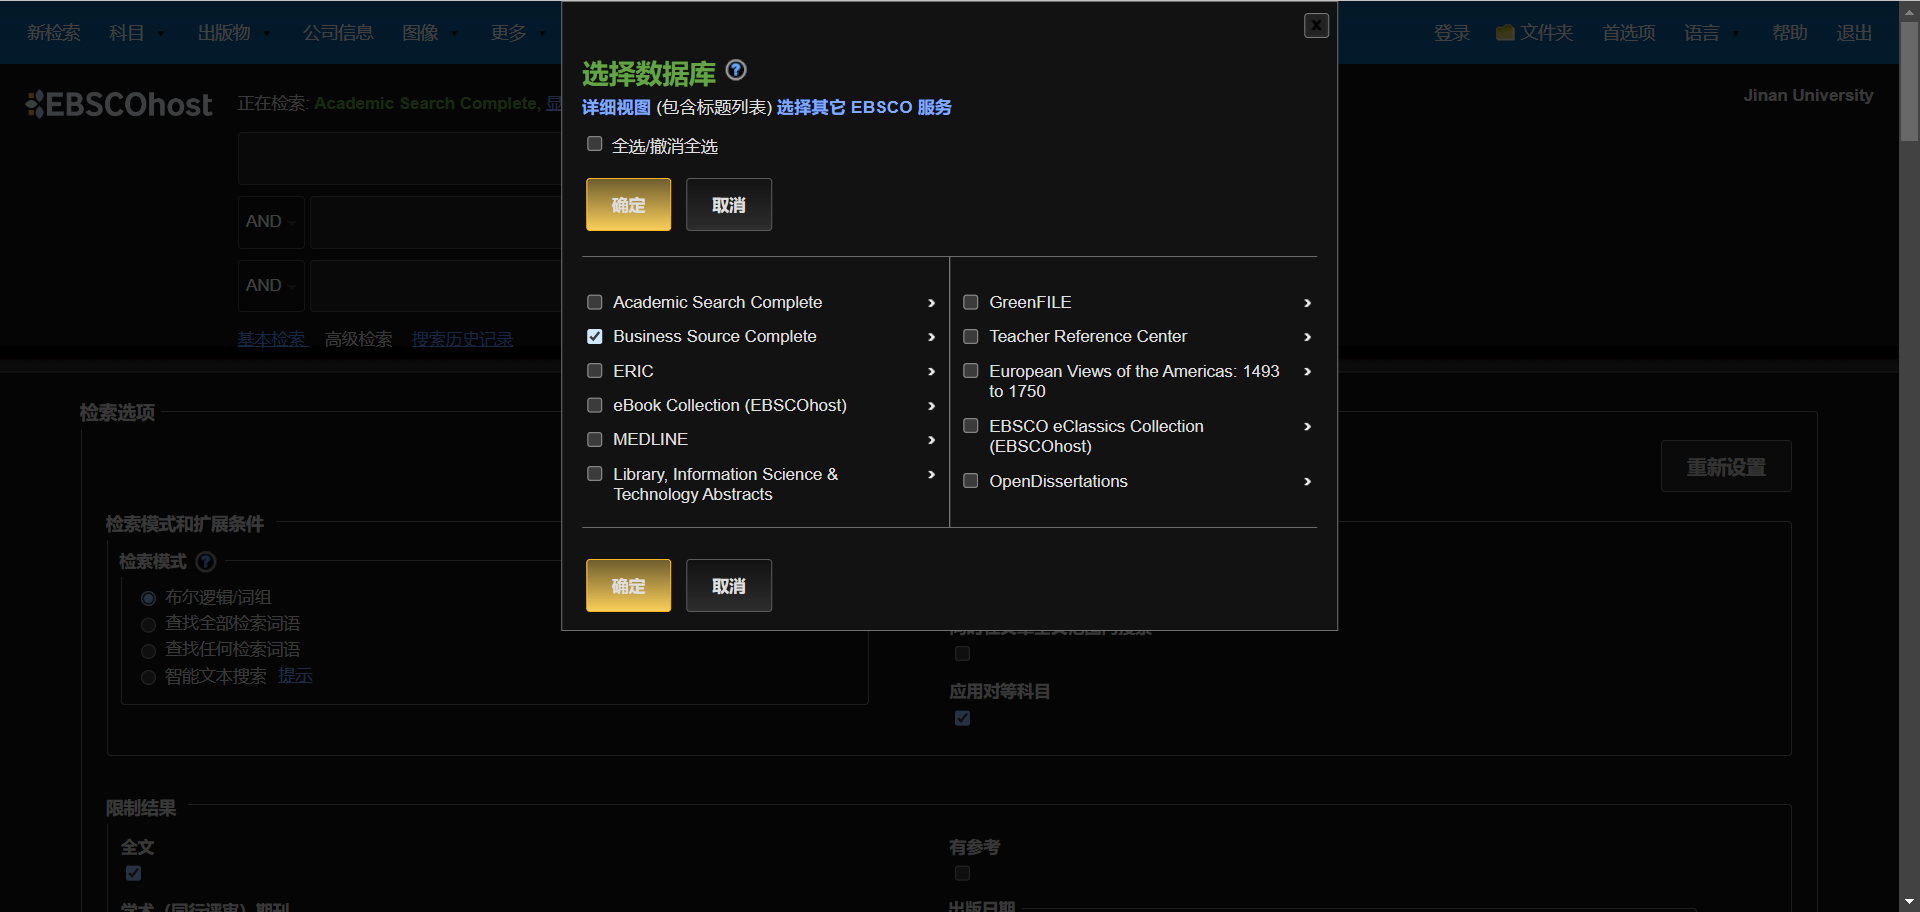 新检索 科目 出版物 公司信息 图像 更多 登录 文件夹 首选项 语言 帮助 退出
EBSCOhost
正在检索: Academic Search Complete, 显
Jinan University
AND
AND
基本检索 高级检索 搜索历史记录
x
选择数据库 ?
详细视图 (包含标题列表) 选择其它 EBSCO 服务
全选/撤消全选
确定 取消
Academic Search Complete
Business Source Complete
ERIC
eBook Collection (EBSCOhost)
MEDLINE
Library, Information Science &
Technology Abstracts
GreenFILE
Teacher Reference Center
European Views of the Americas: 1493
to 1750
EBSCO eClassics Collection
(EBSCOhost)
OpenDissertations
确定 取消
检索选项
重新设置
检索模式和扩展条件
检索模式 ?
布尔逻辑/词组
查找全部检索词语
查找任何检索词语
智能文本搜索 提示
应用对等科目
限制结果
全文
有参考
学术（同行评审）期刊
出版日期